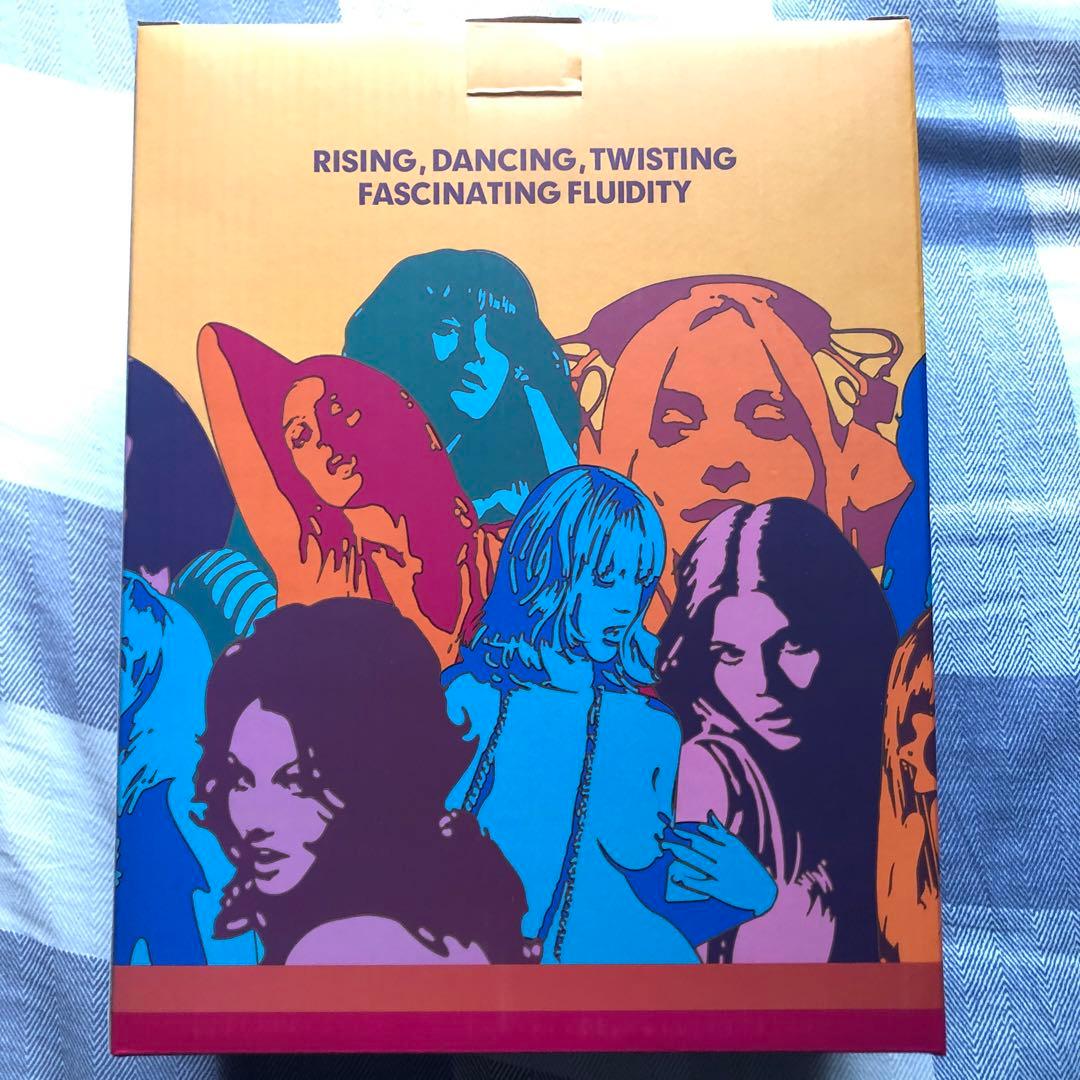 RISING, DANCING, TWISTING
FASCINATING FLUIDITY